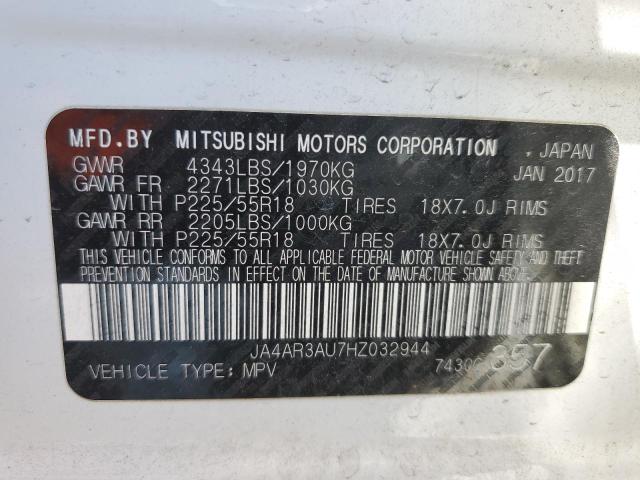 MFD.BY MITSUBISHI MOTORS CORPORATION , JAPAN
GVWR 4343LBS/1970KG JAN 2017
GAWR FR 2271LBS/1030KG
WITH P225/55R18 TIRES 18X7.0J RIMS
GAWR RR 2205LBS/1000KG
WITH P225/55R18 TIRES 18X7.0J RIMS
THIS VEHICLE CONFORMS TO ALL APPLICABLE FEDERAL MOTOR VEHICLE SAFETY AND THEFT
PREVENTION STANDARDS IN EFFECT ON THE DATE OF MANUFACTURE SHOWN ABOVE.
JA4AR3AU7HZ032944
VEHICLE TYPE: MPV 357